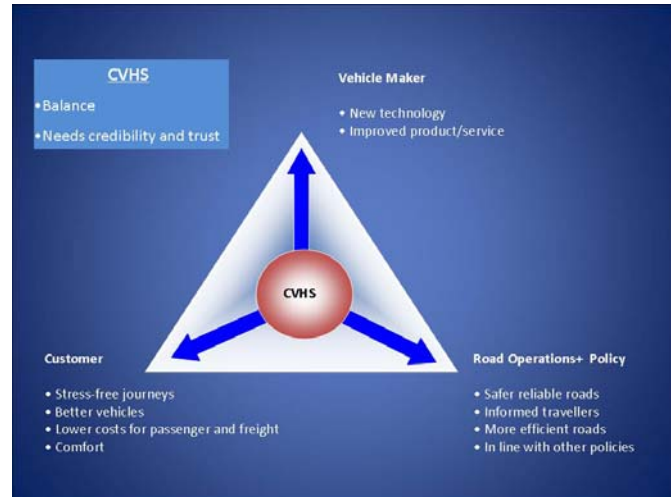 CVHS
•Balance
•Needs credibility and trust
Vehicle Maker
• New technology
• Improved product/service
CVHS
Customer
• Stress-free journeys
• Better vehicles
• Lower costs for passenger and freight
• Comfort
Road Operations+ Policy
• Safer reliable roads
• Informed travellers
• More efficient roads
• In line with other policies